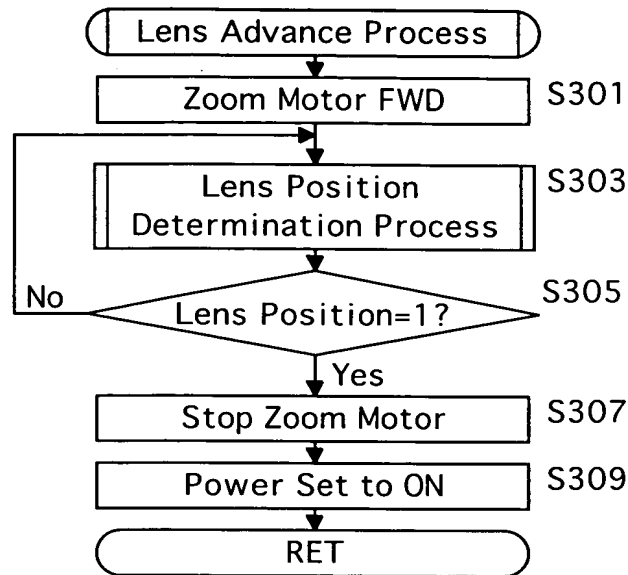 Lens Advance Process
Zoom Motor FWD
S301
Lens Position
Determination Process
S303
Lens Position=1?
S305
No
Yes
Stop Zoom Motor
S307
Power Set to ON
S309
RET